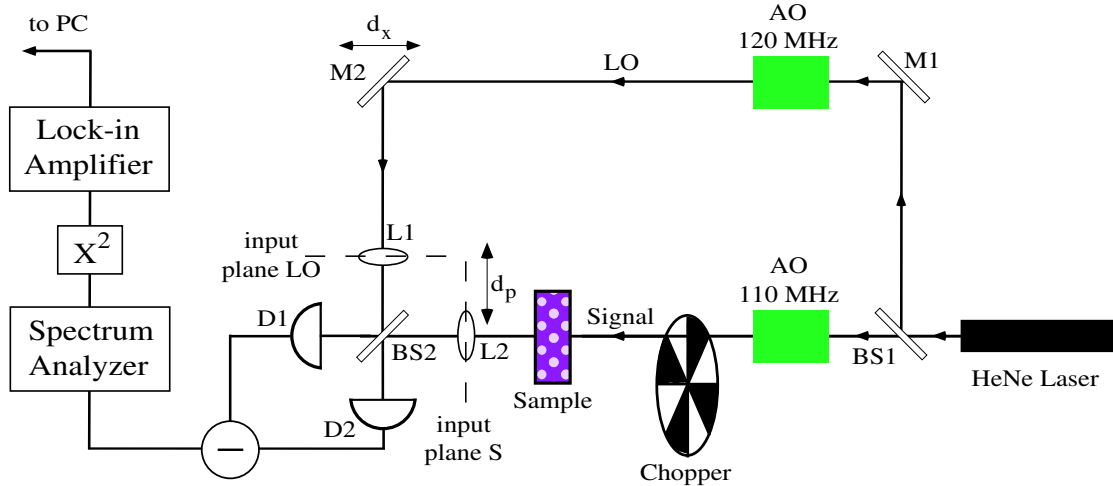 to PC
Lock-in
Amplifier
X²
Spectrum
Analyzer
−
d_x
M2
LO
AO
120 MHz
M1
input
plane LO
L1
d_p
D1
BS2
L2
D2
input
plane S
Sample
Signal
Chopper
AO
110 MHz
BS1
HeNe Laser